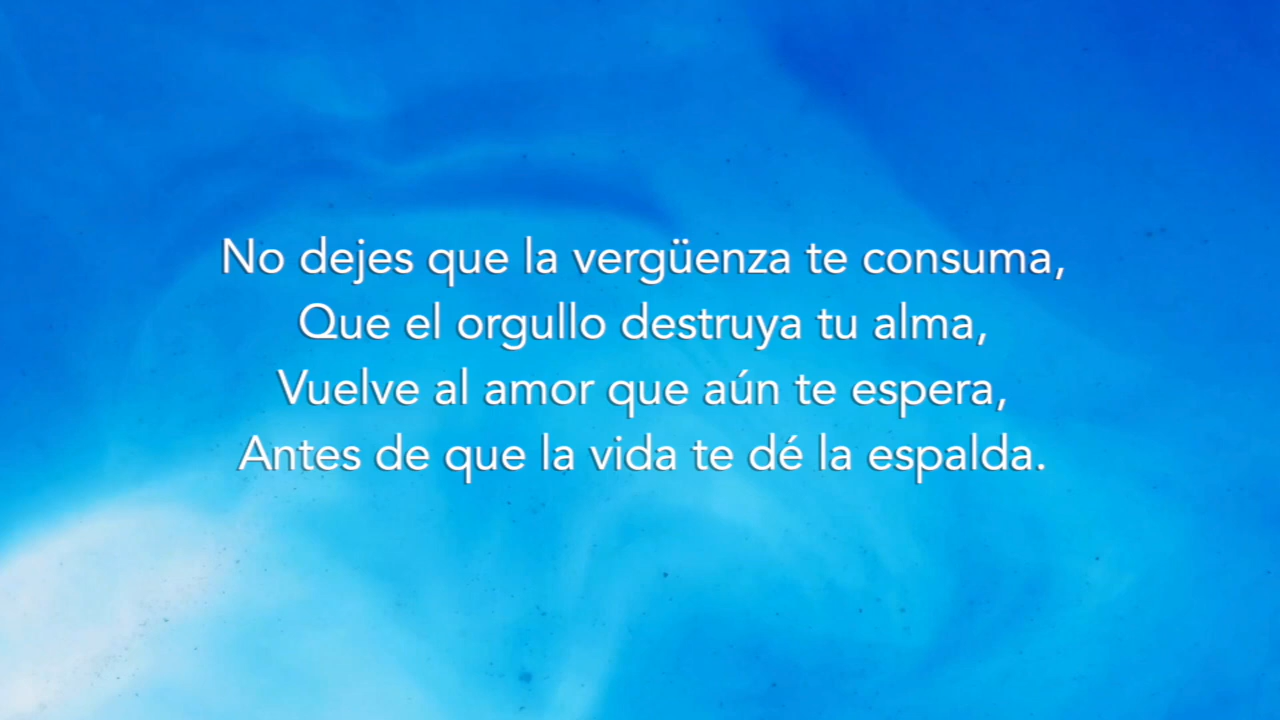 No dejes que la vergüenza te consuma,
Que el orgullo destruya tu alma,
Vuelve al amor que aún te espera,
Antes de que la vida te dé la espalda.